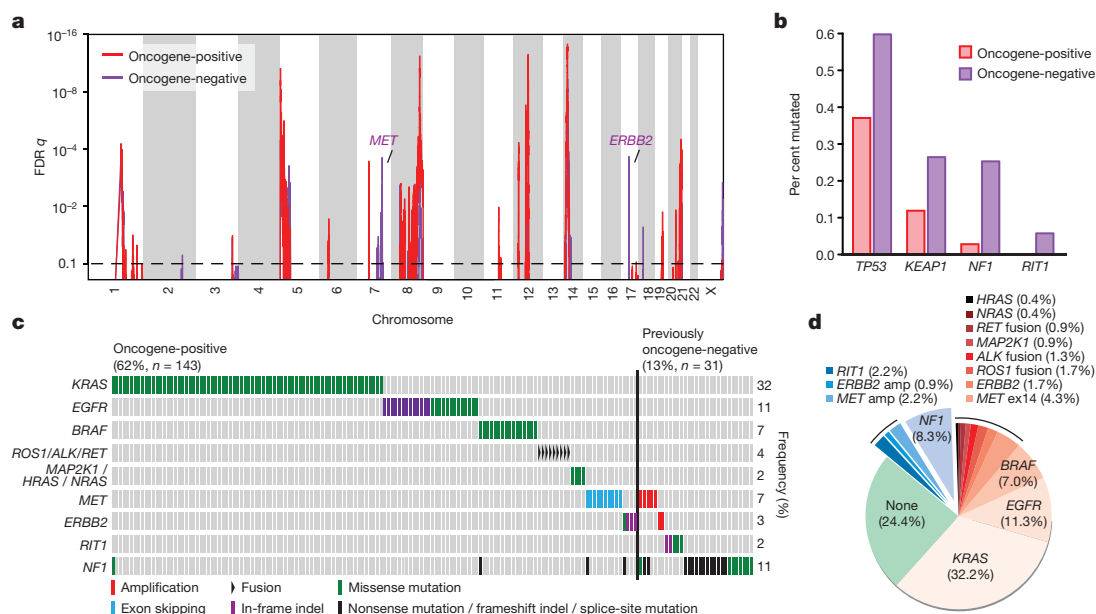 a
10−16
10−8
10−4
10−2
0.1
FDR q
Oncogene-positive
Oncogene-negative
MET
ERBB2
1 2 3 4 5 6 7 8 9 10 11 12 13 14 15 16 17 18 19 20 21 22 X
Chromosome
b
0.6
0.5
0.4
0.3
0.2
0.1
0.0
Per cent mutated
Oncogene-positive
Oncogene-negative
TP53 KEAP1 NF1 RIT1
c
Oncogene-positive
(62%, n = 143)
Previously
oncogene-negative
(13%, n = 31)
KRAS 32
EGFR 11
BRAF 7
ROS1/ALK/RET 4
MAP2K1 /
HRAS / NRAS 2
MET 7
ERBB2 3
RIT1 2
NF1 11
Frequency (%)
Amplification
Fusion
Missense mutation
Exon skipping
In-frame indel
Nonsense mutation / frameshift indel / splice-site mutation
d
HRAS (0.4%)
NRAS (0.4%)
RET fusion (0.9%)
MAP2K1 (0.9%)
ALK fusion (1.3%)
ROS1 fusion (1.7%)
ERBB2 (1.7%)
MET ex14 (4.3%)
RIT1 (2.2%)
ERBB2 amp (0.9%)
MET amp (2.2%)
NF1
(8.3%)
BRAF
(7.0%)
EGFR
(11.3%)
None
(24.4%)
KRAS
(32.2%)